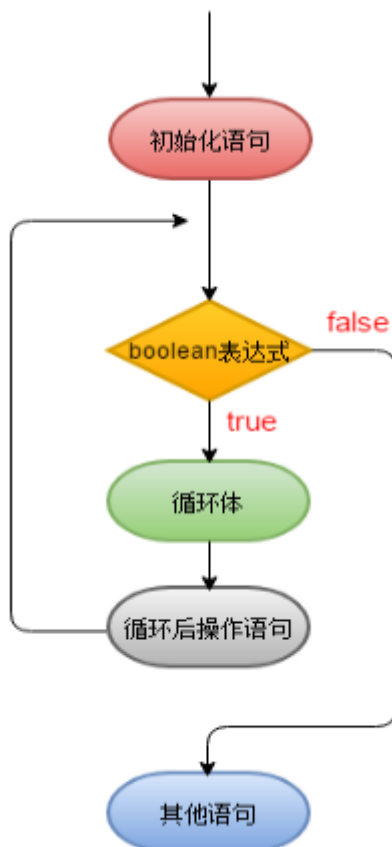 初始化语句
false
boolean表达式
true
循环体
循环后操作语句
其他语句